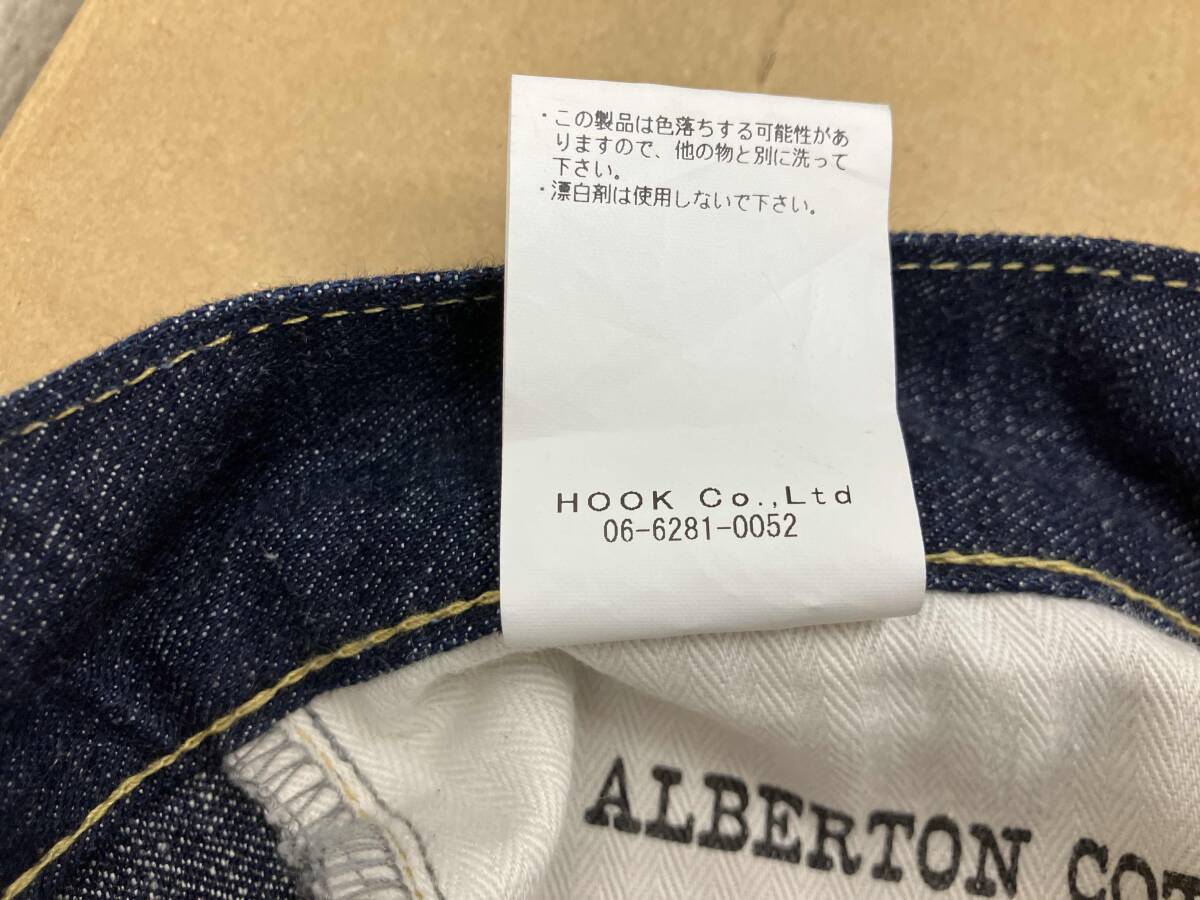 ・この製品は色落ちする可能性があ
りますので、他の物と別に洗って
下さい。
・漂白剤は使用しないで下さい。
HOOK Co.,Ltd
06-6281-0052
ALBERTON